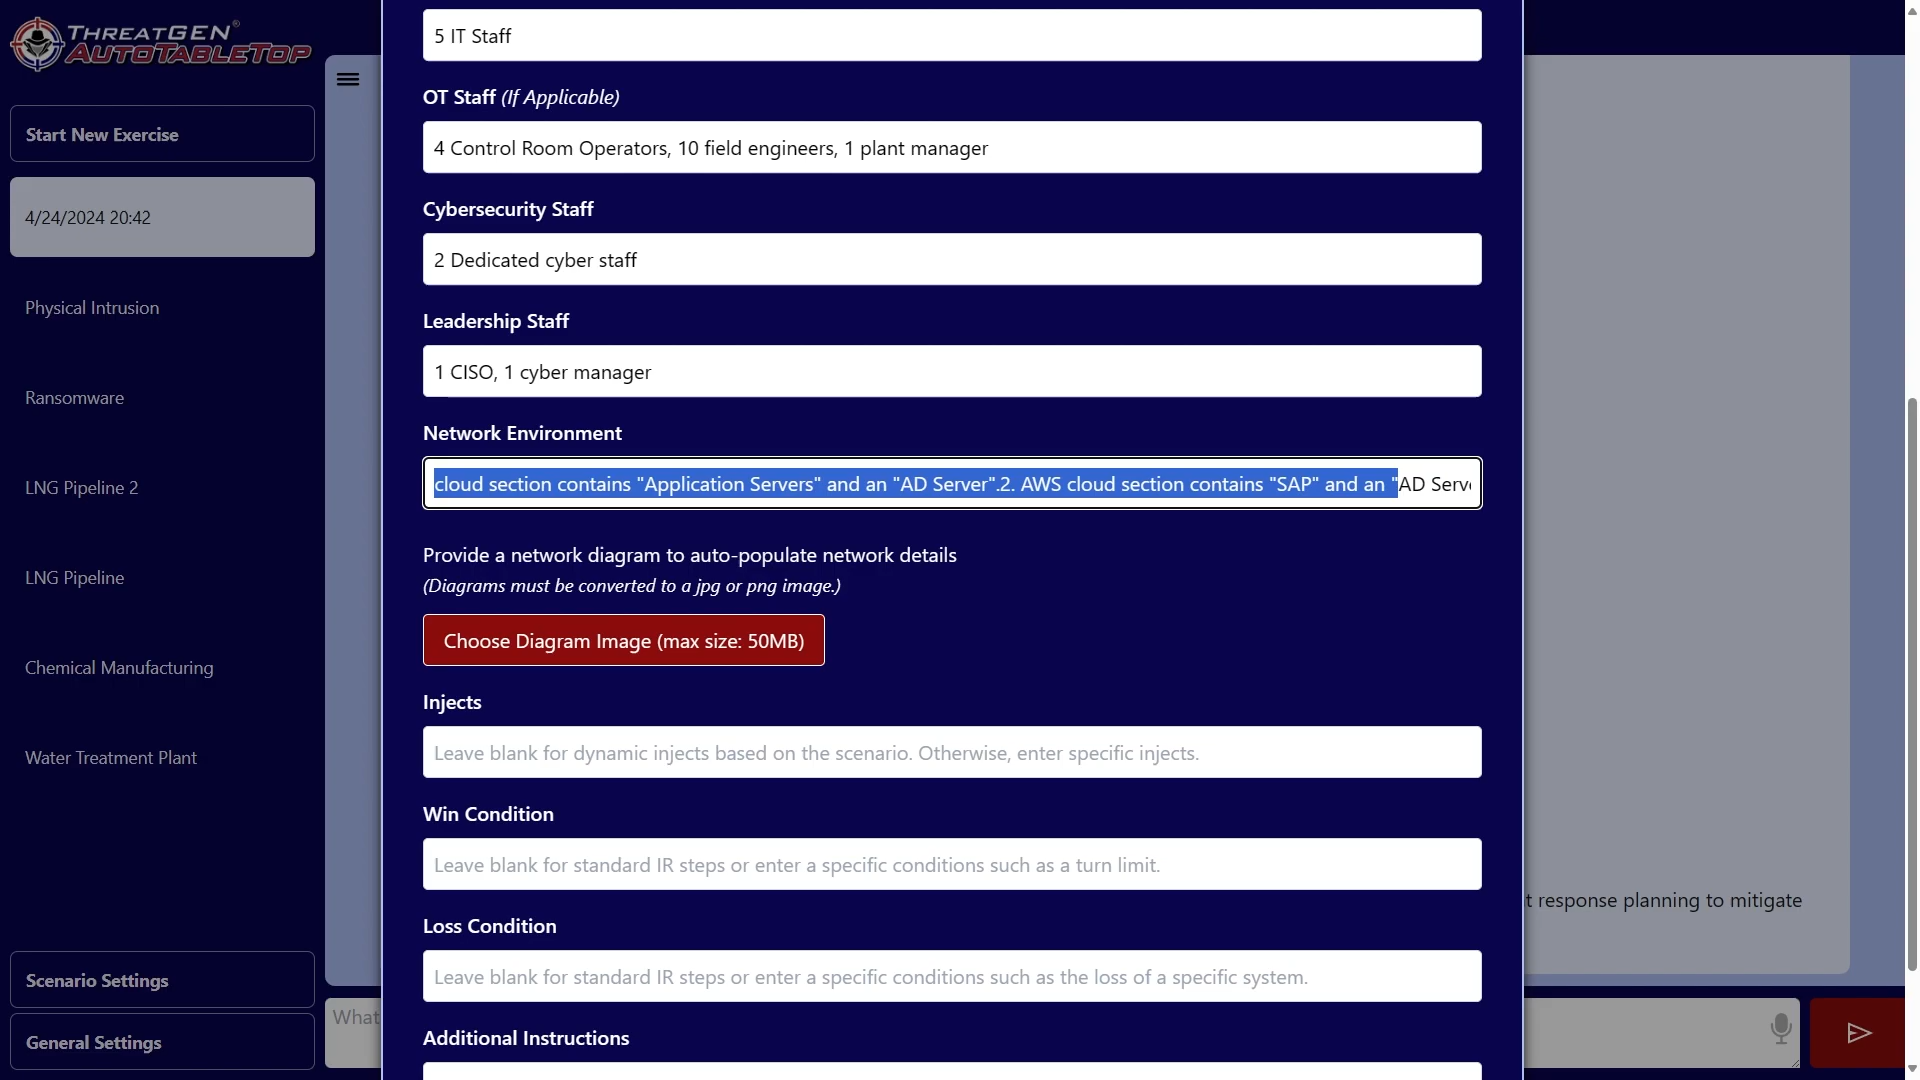 THREATGEN®
AUTOTABLETOP
Start New Exercise
4/24/2024 20:42
Physical Intrusion
Ransomware
LNG Pipeline 2
LNG Pipeline
Chemical Manufacturing
Water Treatment Plant
Scenario Settings
General Settings
5 IT Staff
OT Staff (If Applicable)
4 Control Room Operators, 10 field engineers, 1 plant manager
Cybersecurity Staff
2 Dedicated cyber staff
Leadership Staff
1 CISO, 1 cyber manager
Network Environment
cloud section contains "Application Servers" and an "AD Server".2. AWS cloud section contains "SAP" and an "AD Serve
Provide a network diagram to auto-populate network details
(Diagrams must be converted to a jpg or png image.)
Choose Diagram Image (max size: 50MB)
Injects
Leave blank for dynamic injects based on the scenario. Otherwise, enter specific injects.
Win Condition
Leave blank for standard IR steps or enter a specific conditions such as a turn limit.
Loss Condition
Leave blank for standard IR steps or enter a specific conditions such as the loss of a specific system.
Additional Instructions
t response planning to mitigate
What